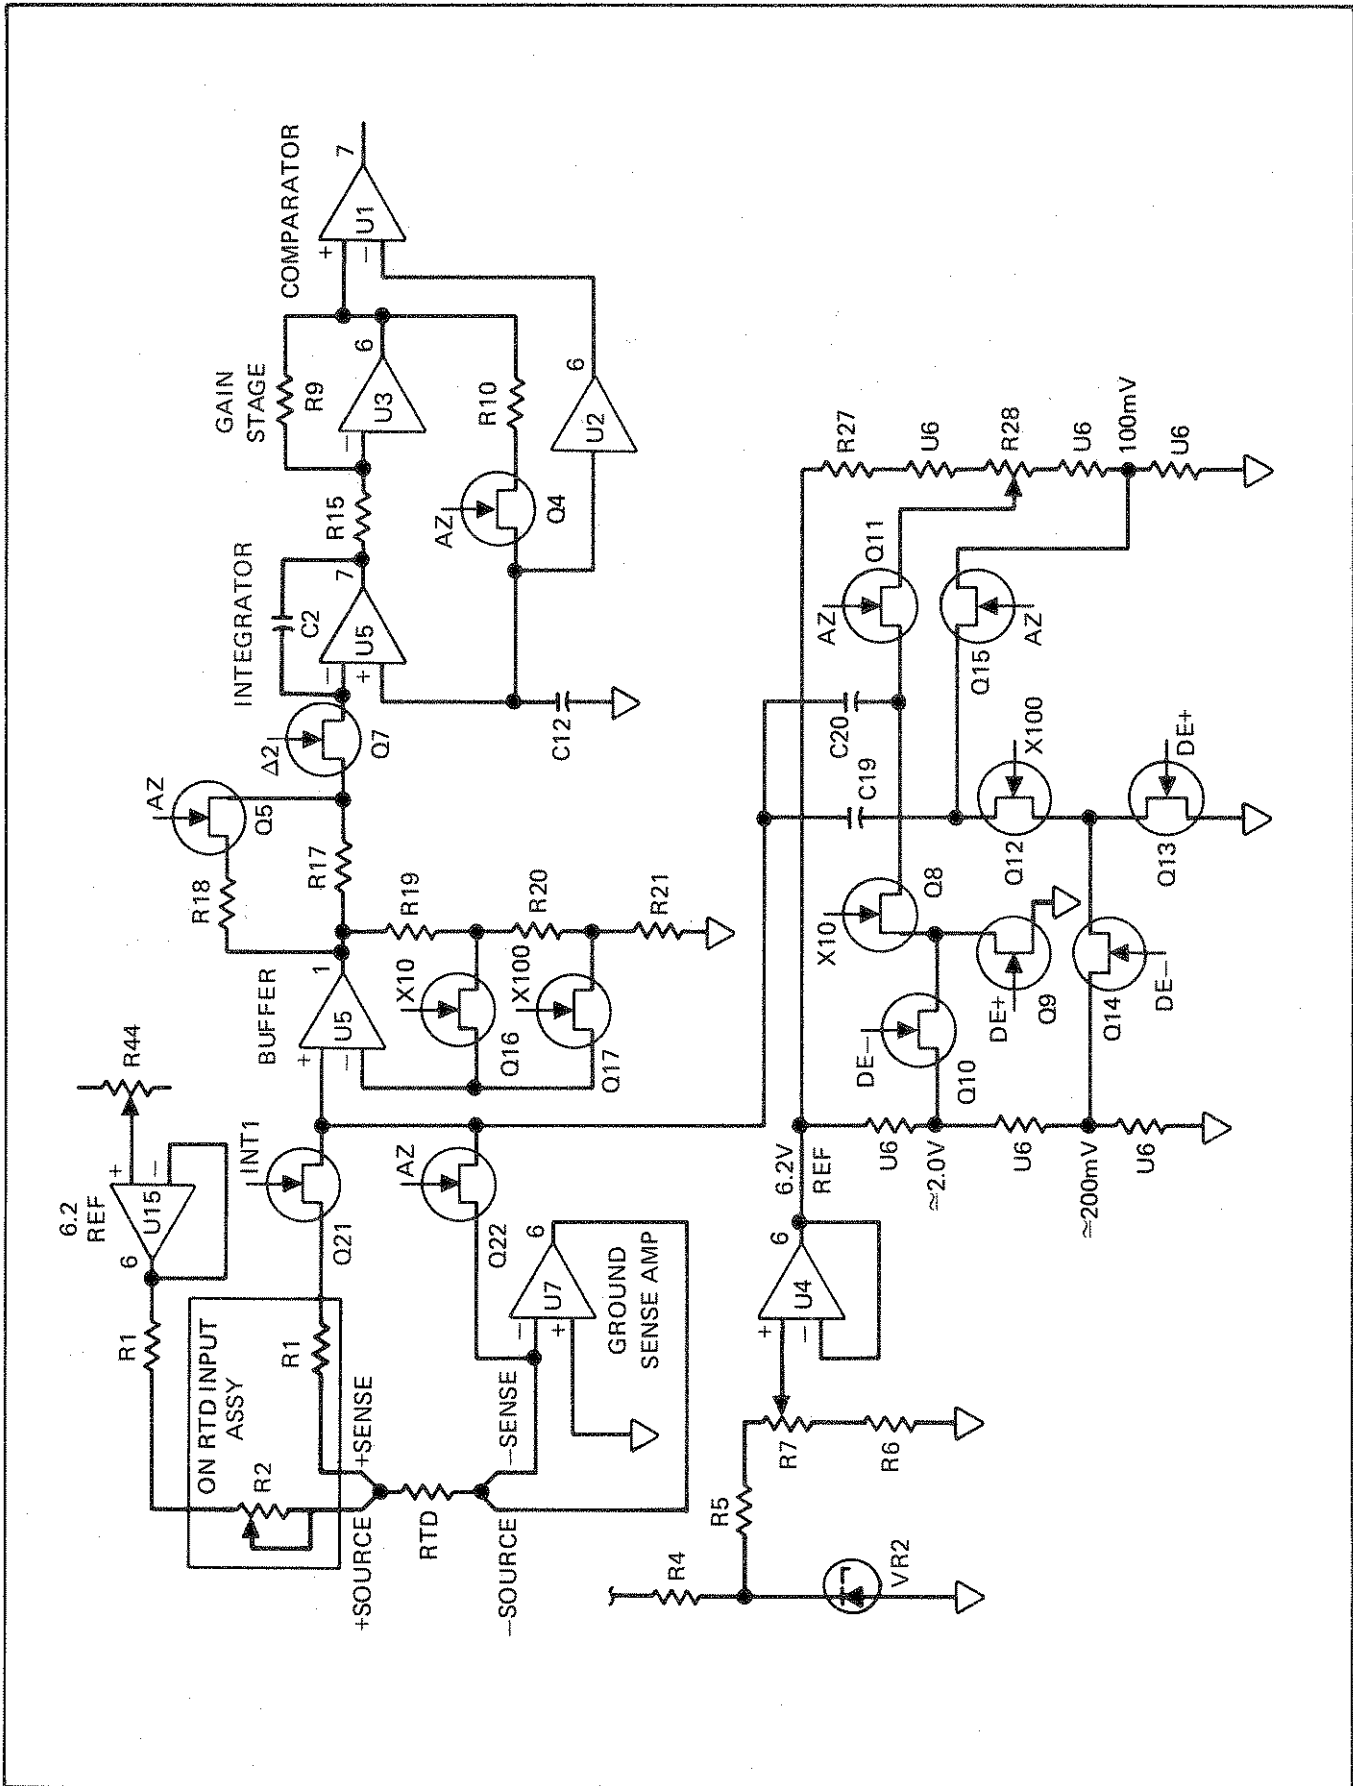 6.2
REF
R44
+
−
U15
6
R1
ON RTD INPUT
ASSY
R2
R1
+SOURCE
+SENSE
RTD
−SOURCE
−SENSE
INT1
Q21
AZ
Q22
−
+
U7
6
GROUND
SENSE AMP
BUFFER
+
−
U5
1
X10
Q16
X100
Q17
R19
R20
R21
R18
R17
AZ
Q5
Δ2
Q7
INTEGRATOR
−
+
U5
7
C2
C12
R15
GAIN
STAGE
R9
−
U3
6
AZ
Q4
R10
U2
6
COMPARATOR
+
−
U1
7
R4
VR2
R5
R7
R6
+
−
U4
6
6.2V
REF
U6
≃2.0V
U6
≃200mV
U6
DE−
Q10
X10
Q8
DE+
Q9
DE−
Q14
C19
C20
X100
Q12
DE+
Q13
AZ
Q11
Q15
AZ
R27
U6
R28
U6
100mV
U6